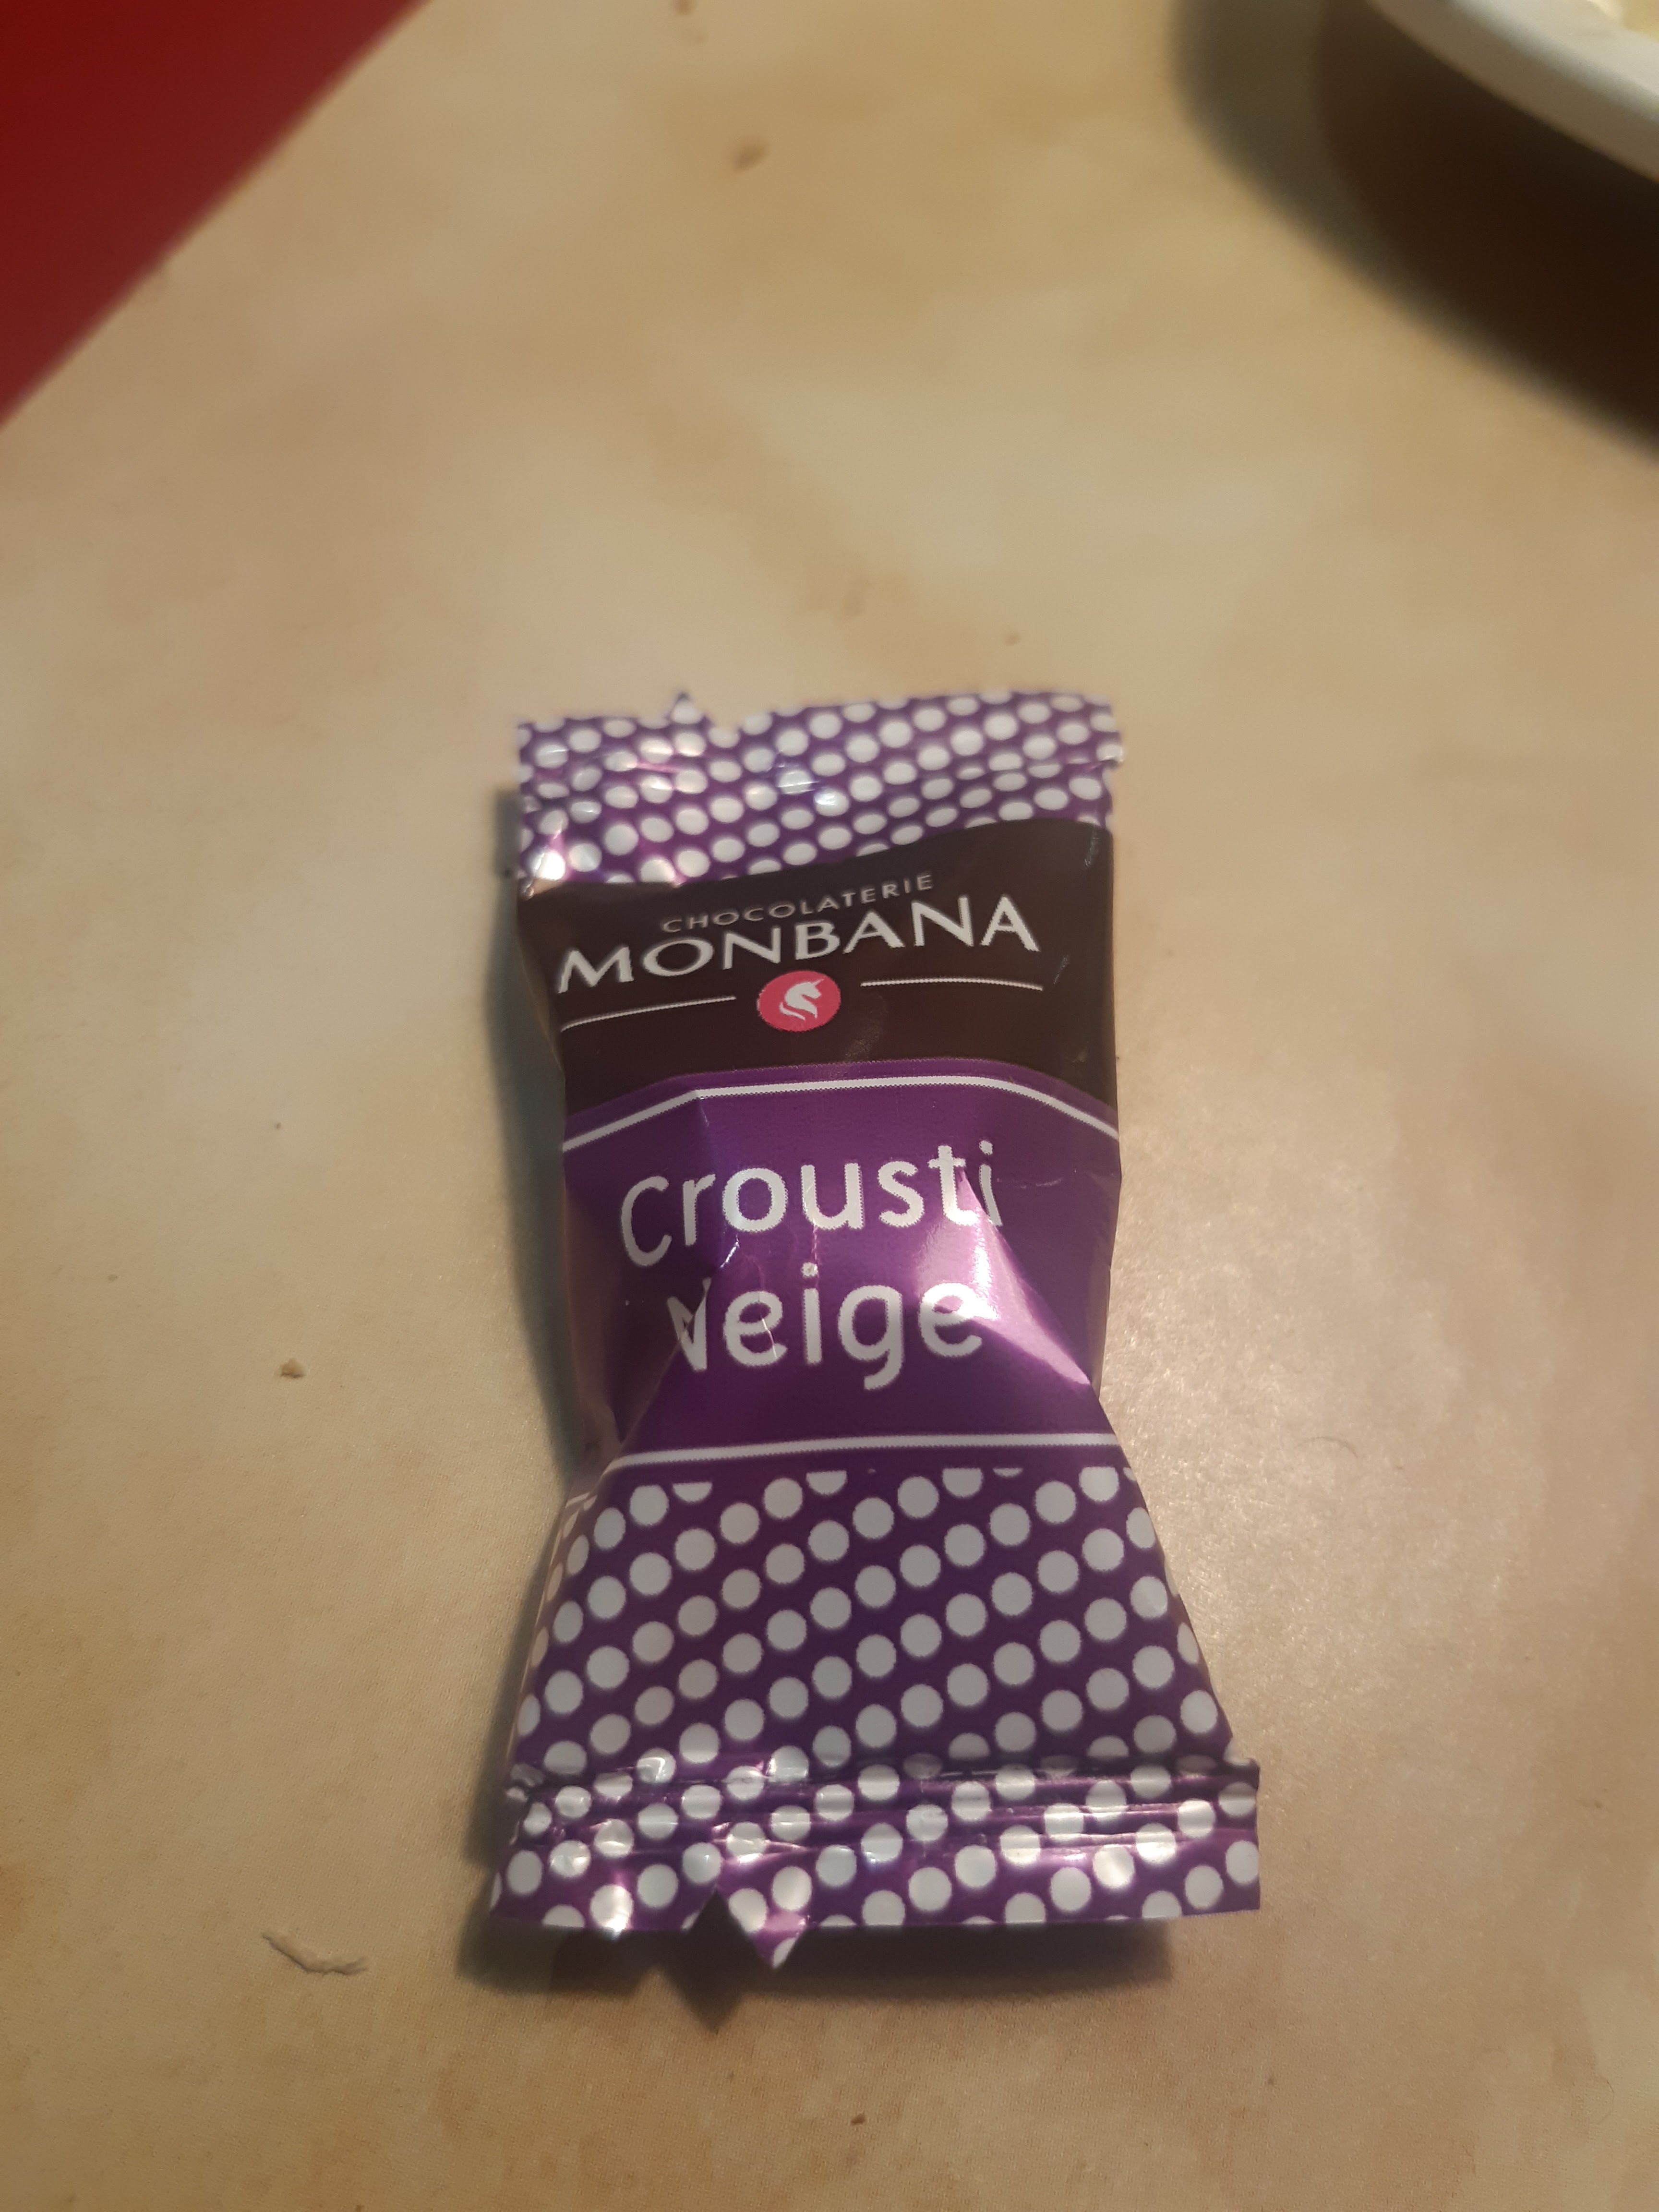 CHOCOLATERIE
MONBANA
Crousti
Neige